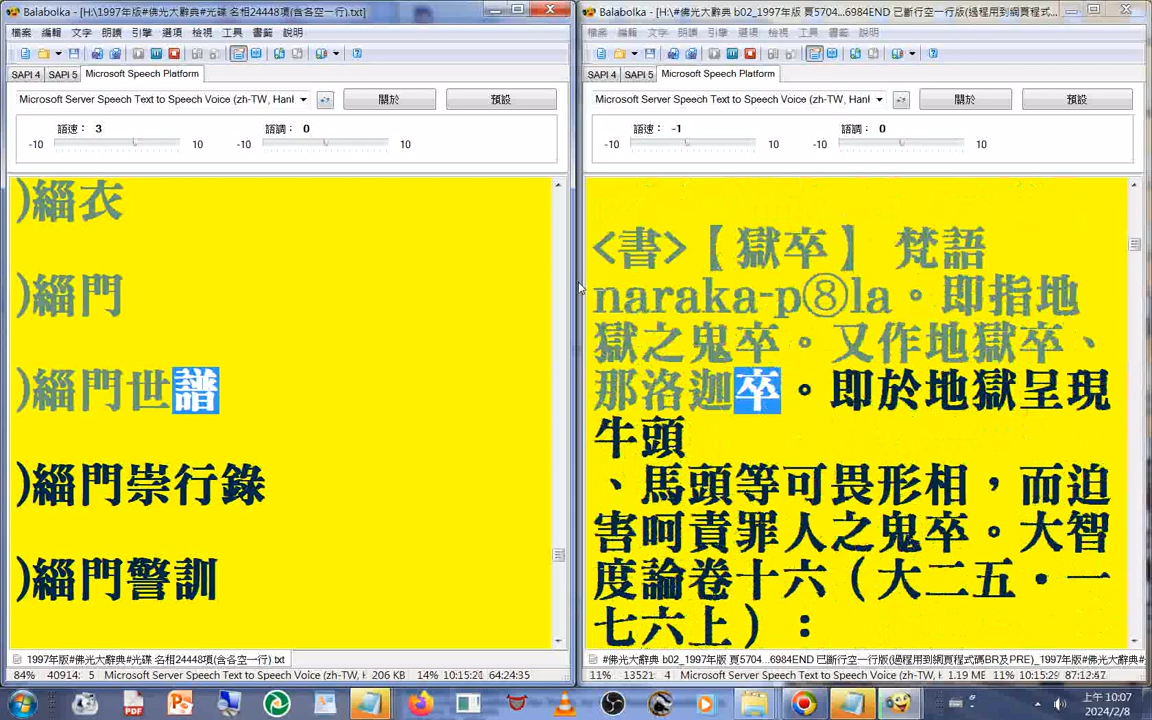 Balabolka - [H:\1997年版#佛光大辭典#光碟 名相24448項(含各空一行).txt]
檔案 編輯 文字 朗讀 引擎 選項 檢視 工具 書籤 說明
SAPI 4 SAPI 5 Microsoft Speech Platform
Microsoft Server Speech Text to Speech Voice (zh-TW, Hanl
關於 預設
語速： 3 語調： 0
-10 10 -10 10
)緇衣
)緇門
)緇門世譜
)緇門崇行錄
)緇門警訓
1997年版#佛光大辭典#光碟 名相24448項(含各空一行).txt
84% 40914: 5 Microsoft Server Speech Text to Speech Voice (zh-TW, H 206 KB 14% 10:15:2 64:24:35
Balabolka - [H:\#佛光大辭典 b02_1997年版 頁5704...6984END 已斷行空一行版(過程用到網頁程式...
檔案 編輯 文字 朗讀 引擎 選項 檢視 工具 書籤 說明
SAPI 4 SAPI 5 Microsoft Speech Platform
Microsoft Server Speech Text to Speech Voice (zh-TW, Hanl
關於 預設
語速： -1 語調： 0
-10 10 -10 10
<書>【獄卒】 梵語
naraka-p⑧la。即指地
獄之鬼卒。又作地獄卒、
那洛迦卒。即於地獄呈現
牛頭
、馬頭等可畏形相，而迫
害呵責罪人之鬼卒。大智
度論卷十六（大二五・一
七六上）：
#佛光大辭典 b02_1997年版 頁5704...6984END 已斷行空一行版(過程用到網頁程式碼BR及PRE)_1997年版#
11% 13521: 4 Microsoft Server Speech Text to Speech Voice (zh-TW, H 1.19 ME 11% 10:15:29 87:12:47
上午 10:07
2024/2/8